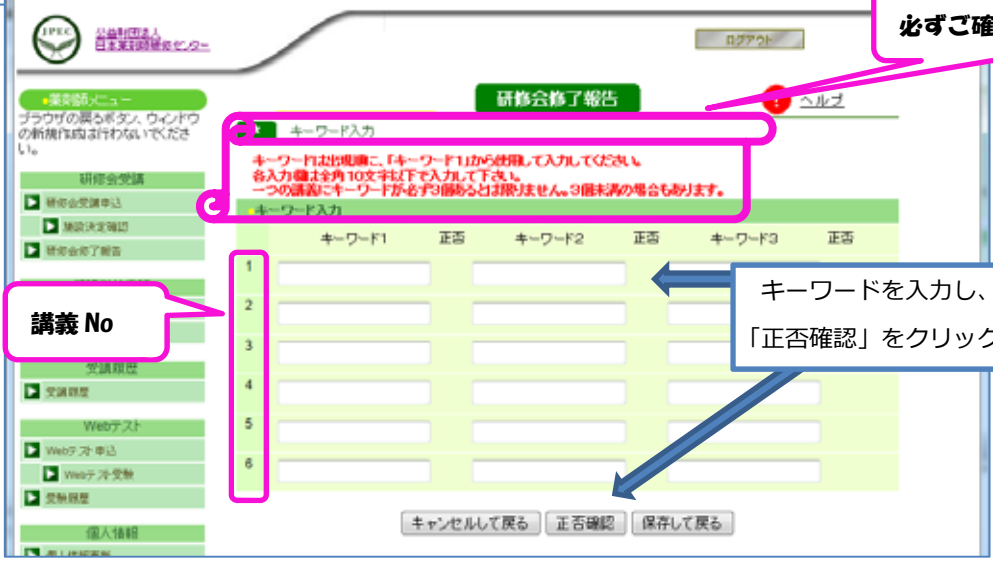 必ずご確
JPEC
公益財団法人
日本薬剤師研修センター
ログアウト
研修会修了報告
ヘルプ
薬剤師メニュー
ブラウザの戻るボタン、ウィンドウ
の新規作成は行わないでくださ
い。
キーワード入力
キーワードは出現順に、「キーワード1」から使用して入力してください。
各入力欄は全角10文字以下で入力して下さい。
一つの講義にキーワードが必ず3個あるとは限りません。3個未満の場合もあります。
キーワード入力
研修会受講
研修会受講申込
施設決定確認
研修会修了報告
キーワード1 正否 キーワード2 正否 キーワード3 正否
1
2
3
4
5
6
講義 No
キーワードを入力し、
「正否確認」をクリック
受講履歴
受講履歴
Webテスト
Webテスト申込
Webテスト受験
受験履歴
個人情報
キャンセルして戻る 正否確認 保存して戻る